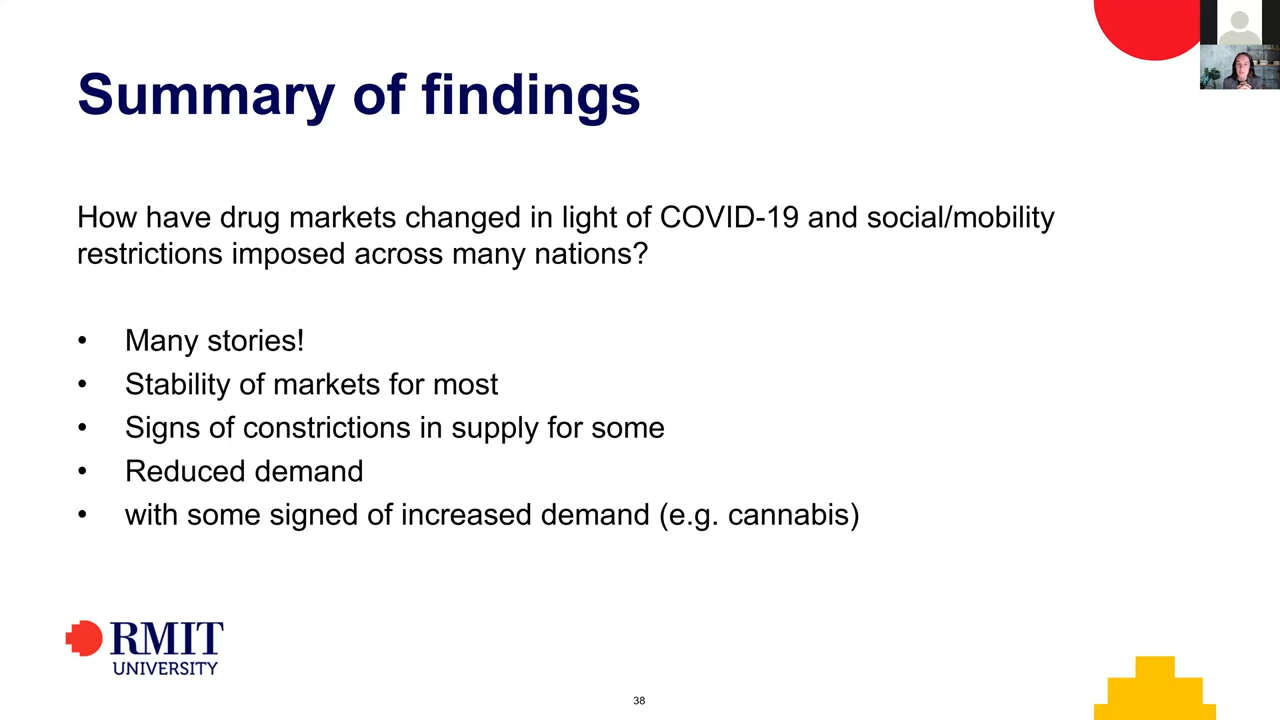 Summary of findings
How have drug markets changed in light of COVID-19 and social/mobility
restrictions imposed across many nations?
• Many stories!
• Stability of markets for most
• Signs of constrictions in supply for some
• Reduced demand
• with some signed of increased demand (e.g. cannabis)
RMIT
UNIVERSITY
38